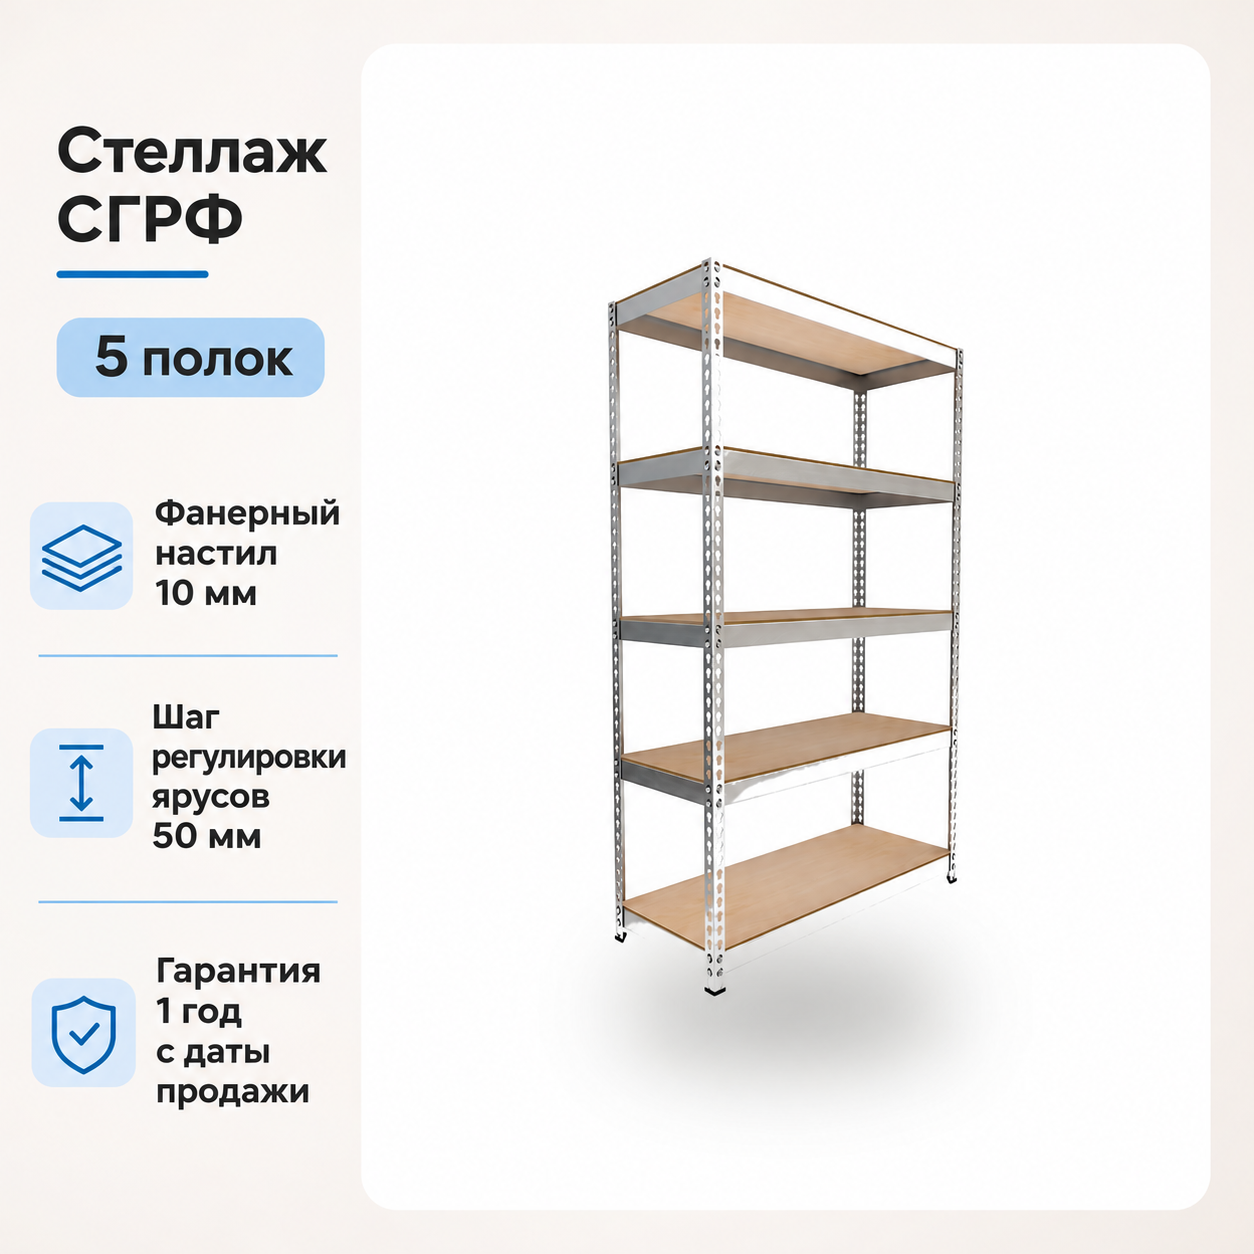 Стеллаж
СГРФ
5 полок
Фанерный
настил
10 мм
Шаг
регулировки
ярусов
50 мм
Гарантия
1 год
с даты
продажи